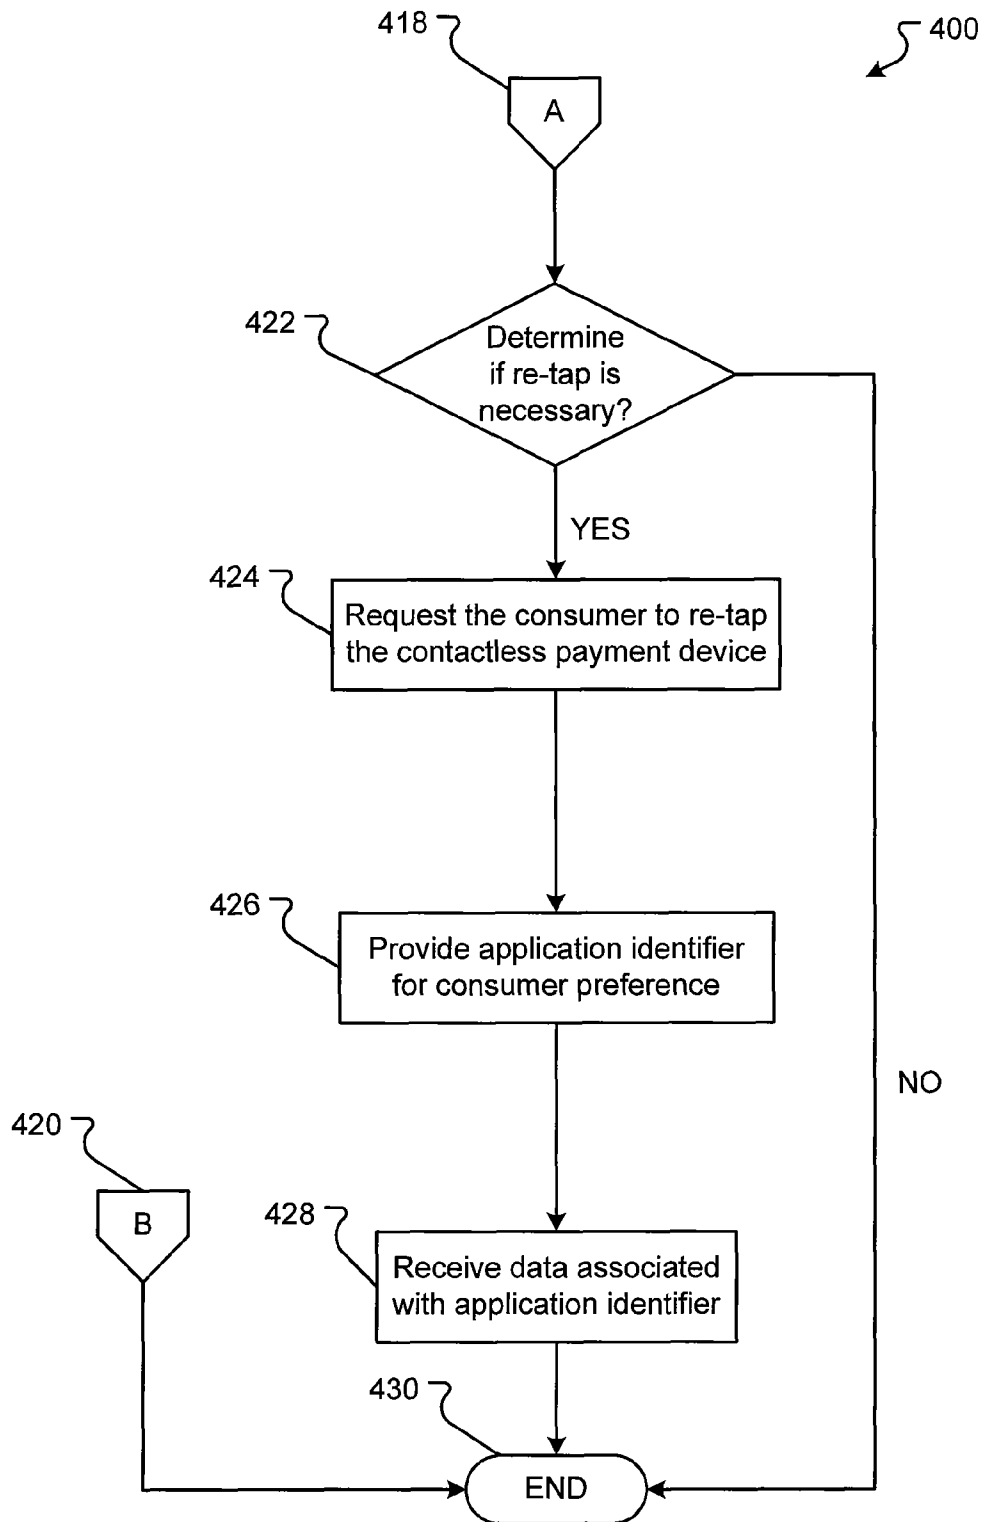 418
400
A
422
Determine
if re-tap is
necessary?
YES
424
Request the consumer to re-tap
the contactless payment device
426
Provide application identifier
for consumer preference
NO
420
B
428
Receive data associated
with application identifier
430
END